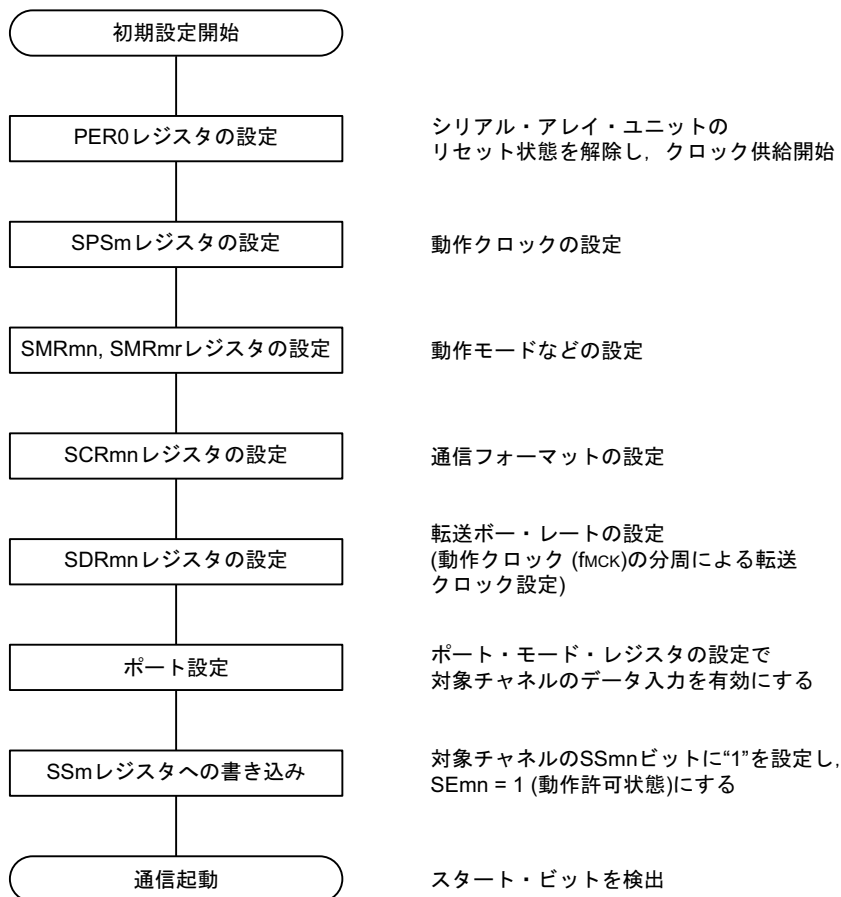 初期設定開始
PER0レジスタの設定
シリアル・アレイ・ユニットの
リセット状態を解除し，クロック供給開始
SPSmレジスタの設定
動作クロックの設定
SMRmn, SMRmrレジスタの設定
動作モードなどの設定
SCRmnレジスタの設定
通信フォーマットの設定
SDRmnレジスタの設定
転送ボー・レートの設定
(動作クロック (fMCK)の分周による転送
クロック設定)
ポート設定
ポート・モード・レジスタの設定で
対象チャネルのデータ入力を有効にする
SSmレジスタへの書き込み
対象チャネルのSSmnビットに“1”を設定し，
SEmn = 1 (動作許可状態)にする
通信起動
スタート・ビットを検出